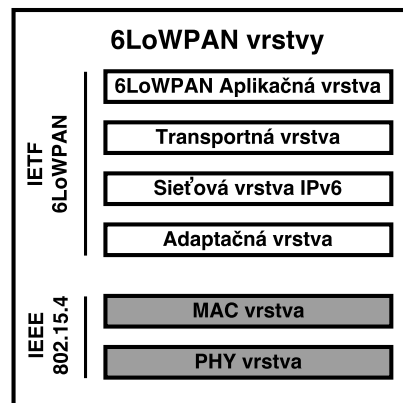 6LoWPAN vrstvy
IETF
6LoWPAN
6LoWPAN Aplikačná vrstva
Transportná vrstva
Sieťová vrstva IPv6
Adaptačná vrstva
IEEE
802.15.4
MAC vrstva
PHY vrstva